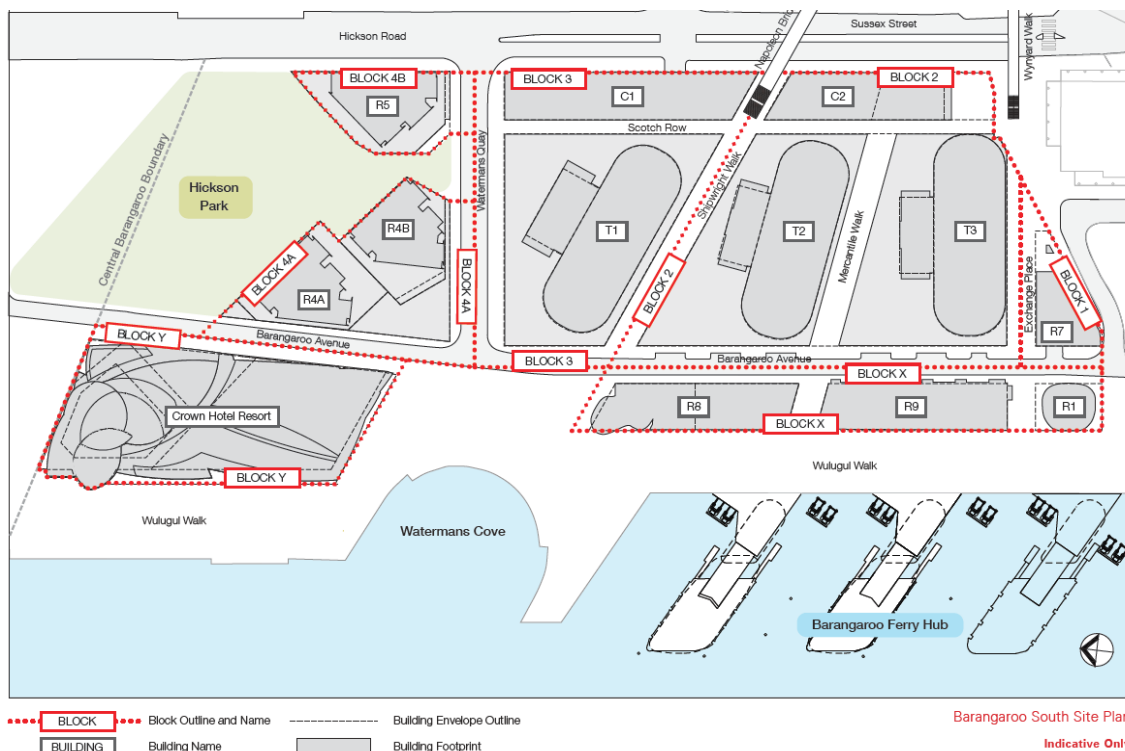 Hickson Road
Sussex Street
Napoleon Bri
Wynyard Walk
BLOCK 4B
BLOCK 3
BLOCK 2
R5
C1
C2
Scotch Row
Central Barangaroo Boundary
Watermans Quay
Shipwright Walk
Hickson
Park
R4B
T1
T2
T3
Mercantile Walk
BLOCK 4A
BLOCK 4A
BLOCK 2
Exchange Place
BLOCK 1
R4A
R7
BLOCK Y
Barangaroo Avenue
BLOCK 3
Barangaroo Avenue
BLOCK X
Crown Hotel Resort
R8
R9
R1
BLOCK X
BLOCK Y
Wulugul Walk
Wulugul Walk
Watermans Cove
Barangaroo Ferry Hub
BLOCK Block Outline and Name Building Envelope Outline
BUILDING Building Name Building Footprint
Barangaroo South Site Plan
Indicative Only